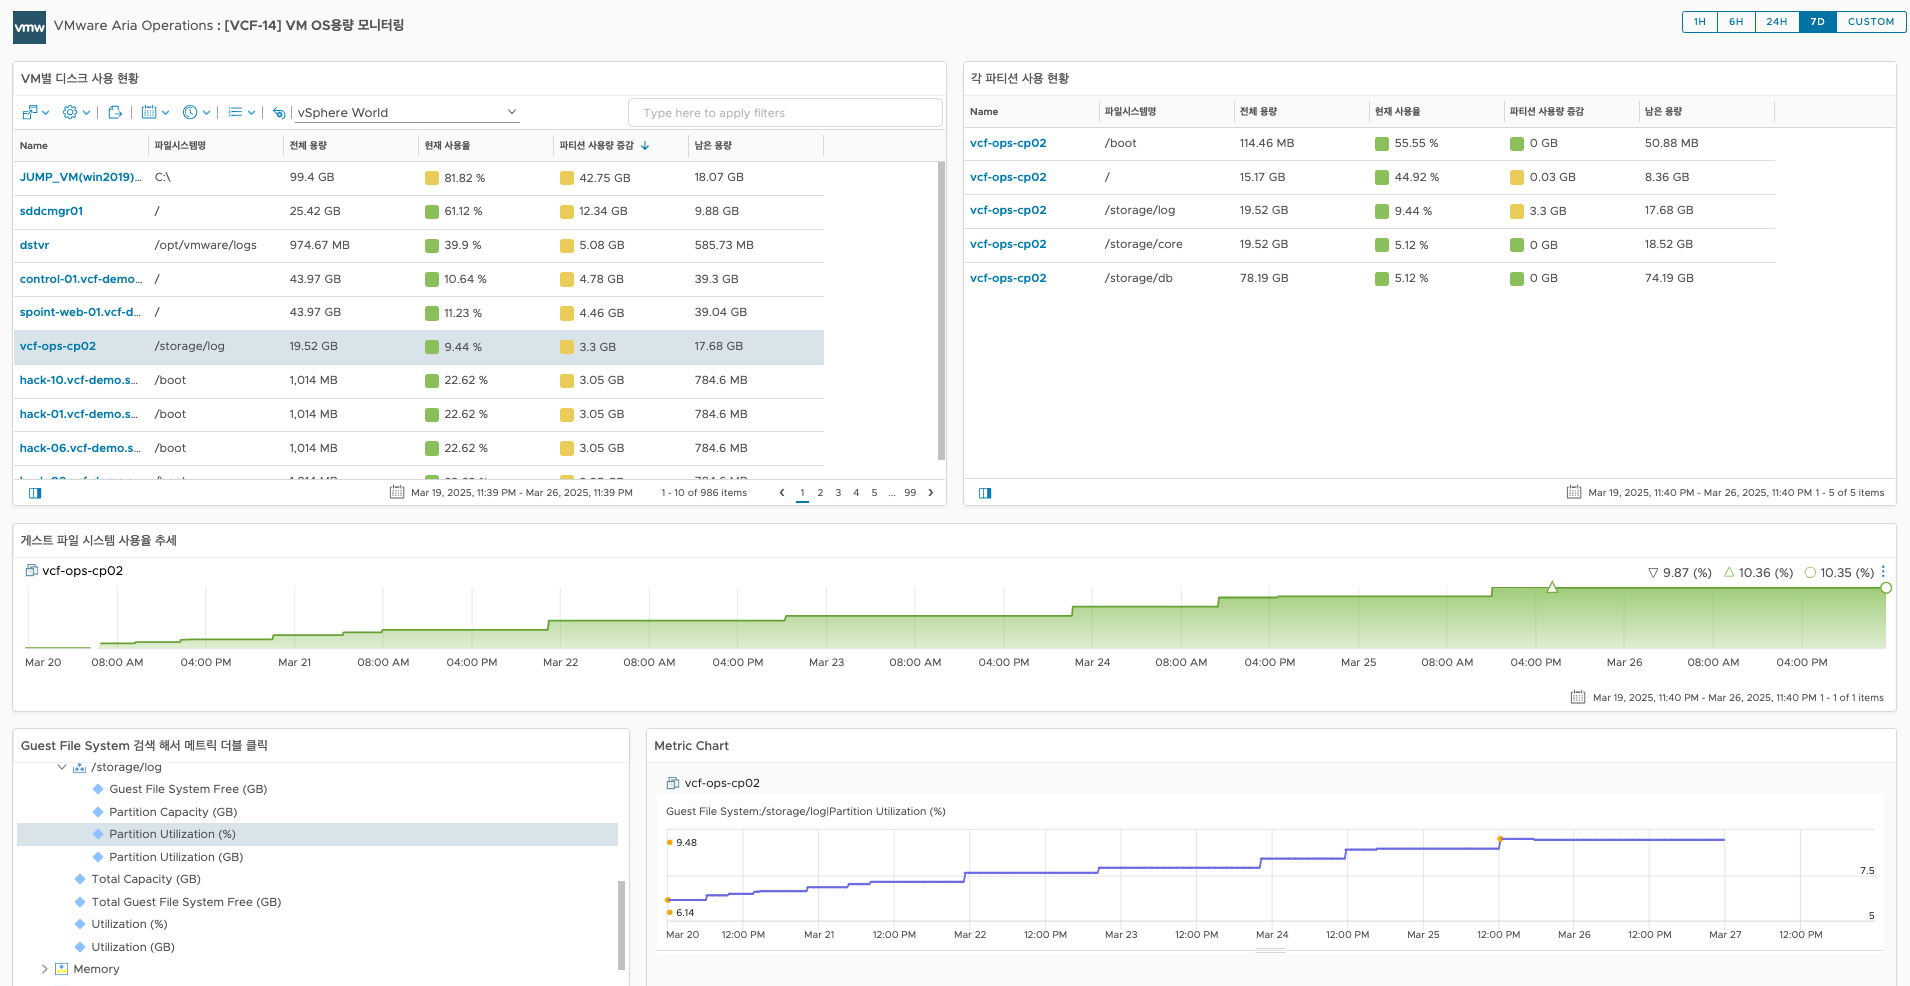 vmw VMware Aria Operations : [VCF-14] VM OS용량 모니터링
1H 6H 24H 7D CUSTOM
VM별 디스크 사용 현황
vSphere World
Type here to apply filters
Name 파일시스템명 전체 용량 현재 사용율 파티션 사용량 증감 남은 용량
JUMP_VM(win2019)... C:\ 99.4 GB 81.82 % 42.75 GB 18.07 GB
sddcmgr01 / 25.42 GB 61.12 % 12.34 GB 9.88 GB
dstvr /opt/vmware/logs 974.67 MB 39.9 % 5.08 GB 585.73 MB
control-01.vcf-demo... / 43.97 GB 10.64 % 4.78 GB 39.3 GB
spoint-web-01.vcf-d... / 43.97 GB 11.23 % 4.46 GB 39.04 GB
vcf-ops-cp02 /storage/log 19.52 GB 9.44 % 3.3 GB 17.68 GB
hack-10.vcf-demo.s... /boot 1,014 MB 22.62 % 3.05 GB 784.6 MB
hack-01.vcf-demo.s... /boot 1,014 MB 22.62 % 3.05 GB 784.6 MB
hack-06.vcf-demo.s... /boot 1,014 MB 22.62 % 3.05 GB 784.6 MB
Mar 19, 2025, 11:39 PM - Mar 26, 2025, 11:39 PM 1 - 10 of 986 items 1 2 3 4 5 ... 99
각 파티션 사용 현황
Name 파일시스템명 전체 용량 현재 사용율 파티션 사용량 증감 남은 용량
vcf-ops-cp02 /boot 114.46 MB 55.55 % 0 GB 50.88 MB
vcf-ops-cp02 / 15.17 GB 44.92 % 0.03 GB 8.36 GB
vcf-ops-cp02 /storage/log 19.52 GB 9.44 % 3.3 GB 17.68 GB
vcf-ops-cp02 /storage/core 19.52 GB 5.12 % 0 GB 18.52 GB
vcf-ops-cp02 /storage/db 78.19 GB 5.12 % 0 GB 74.19 GB
Mar 19, 2025, 11:40 PM - Mar 26, 2025, 11:40 PM 1 - 5 of 5 items
게스트 파일 시스템 사용율 추세
vcf-ops-cp02
9.87 (%) 10.36 (%) 10.35 (%)
Mar 20 08:00 AM 04:00 PM Mar 21 08:00 AM 04:00 PM Mar 22 08:00 AM 04:00 PM Mar 23 08:00 AM 04:00 PM Mar 24 08:00 AM 04:00 PM Mar 25 08:00 AM 04:00 PM Mar 26 08:00 AM 04:00 PM
Mar 19, 2025, 11:40 PM - Mar 26, 2025, 11:40 PM 1 - 1 of 1 items
Guest File System 검색 해서 메트릭 더블 클릭
/storage/log
Guest File System Free (GB)
Partition Capacity (GB)
Partition Utilization (%)
Partition Utilization (GB)
Total Capacity (GB)
Total Guest File System Free (GB)
Utilization (%)
Utilization (GB)
Memory
Metric Chart
vcf-ops-cp02
Guest File System:/storage/log|Partition Utilization (%)
9.48
7.5
6.14
5
Mar 20 12:00 PM Mar 21 12:00 PM Mar 22 12:00 PM Mar 23 12:00 PM Mar 24 12:00 PM Mar 25 12:00 PM Mar 26 12:00 PM Mar 27 12:00 PM